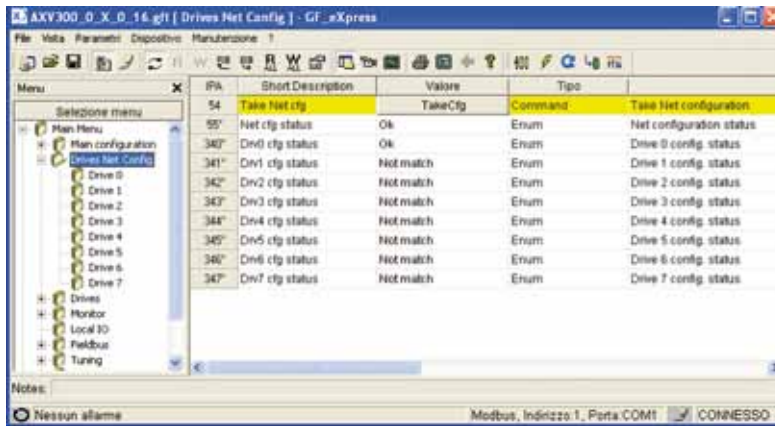 AXV300_0_X_0_16.gft [ Drives Net Config ] - GF_eXpress
File Vista Parametri Dispositivo Manutenzione ?
Menu
Selezione menu
Main Menu
Main configuration
Drives Net Config
Drive 0
Drive 1
Drive 2
Drive 3
Drive 4
Drive 5
Drive 6
Drive 7
Drives
Monitor
Local IO
Fieldbus
Tuning
IPA Short Description Valore Tipo
54 Take Net cfg TakeCfg Command Take Net configuration
55* Net cfg status Ok Enum Net configuration status
340* Drv0 cfg status Ok Enum Drive 0 config. status
341* Drv1 cfg status Not match Enum Drive 1 config. status
342* Drv2 cfg status Not match Enum Drive 2 config. status
343* Drv3 cfg status Not match Enum Drive 3 config. status
344* Drv4 cfg status Not match Enum Drive 4 config. status
345* Drv5 cfg status Not match Enum Drive 5 config. status
346* Drv6 cfg status Not match Enum Drive 6 config. status
347* Drv7 cfg status Not match Enum Drive 7 config. status
Notes:
Nessun allarme Modbus, Indirizzo:1, Porta:COM1 CONNESSO